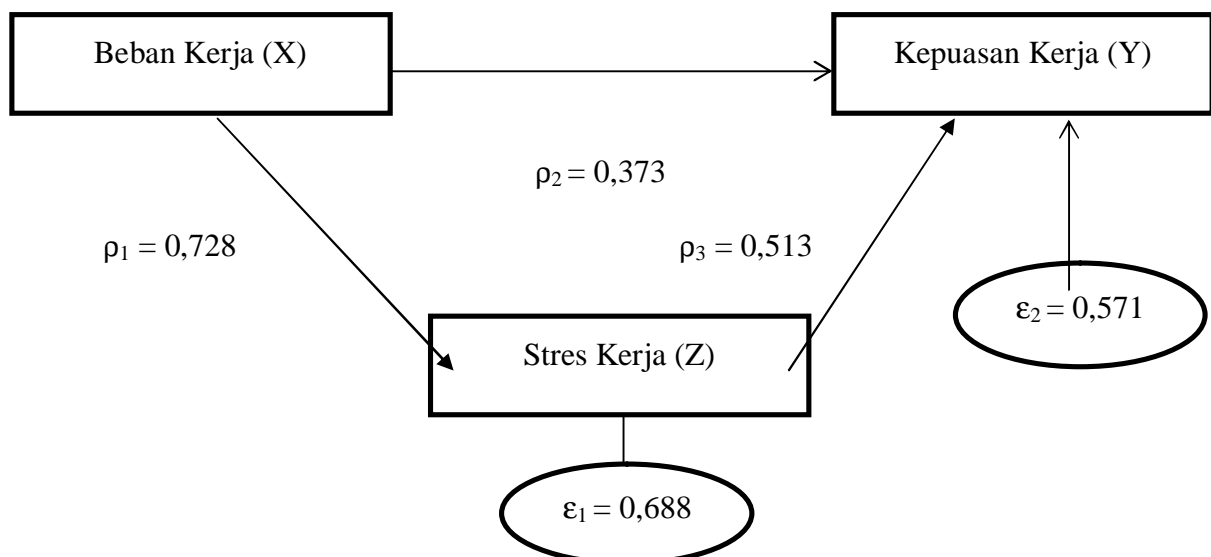 Beban Kerja (X)
Kepuasan Kerja (Y)
ρ₂ = 0,373
ρ₁ = 0,728
ρ₃ = 0,513
ε₂ = 0,571
Stres Kerja (Z)
ε₁ = 0,688